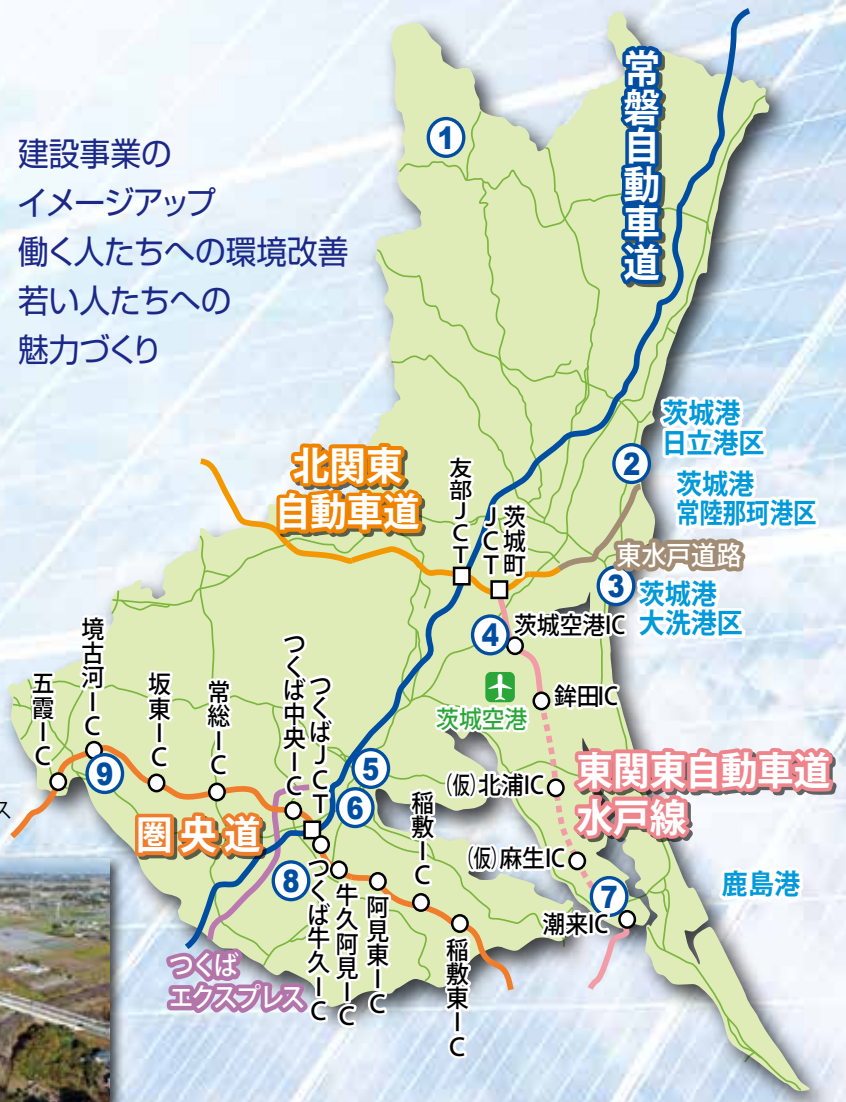 建設事業の
イメージアップ
働く人たちへの環境改善
若い人たちへの
魅力づくり
常磐自動車道
①
茨城港
日立港区
②
茨城港
常陸那珂港区
北関東
自動車道
友部JCT
茨城町
JCT
東水戸道路
③
茨城港
大洗港区
④
茨城空港IC
茨城空港
鉾田IC
五霞IC
境古河IC
⑨
坂東IC
常総IC
つくば中央IC
つくばJCT
⑤
⑥
(仮)北浦IC
東関東自動車道
水戸線
圏央道
稲敷IC
(仮)麻生IC
⑧
つくば牛久IC
牛久阿見IC
阿見東IC
稲敷東IC
⑦
潮来IC
鹿島港
つくば
エクスプレス
ス